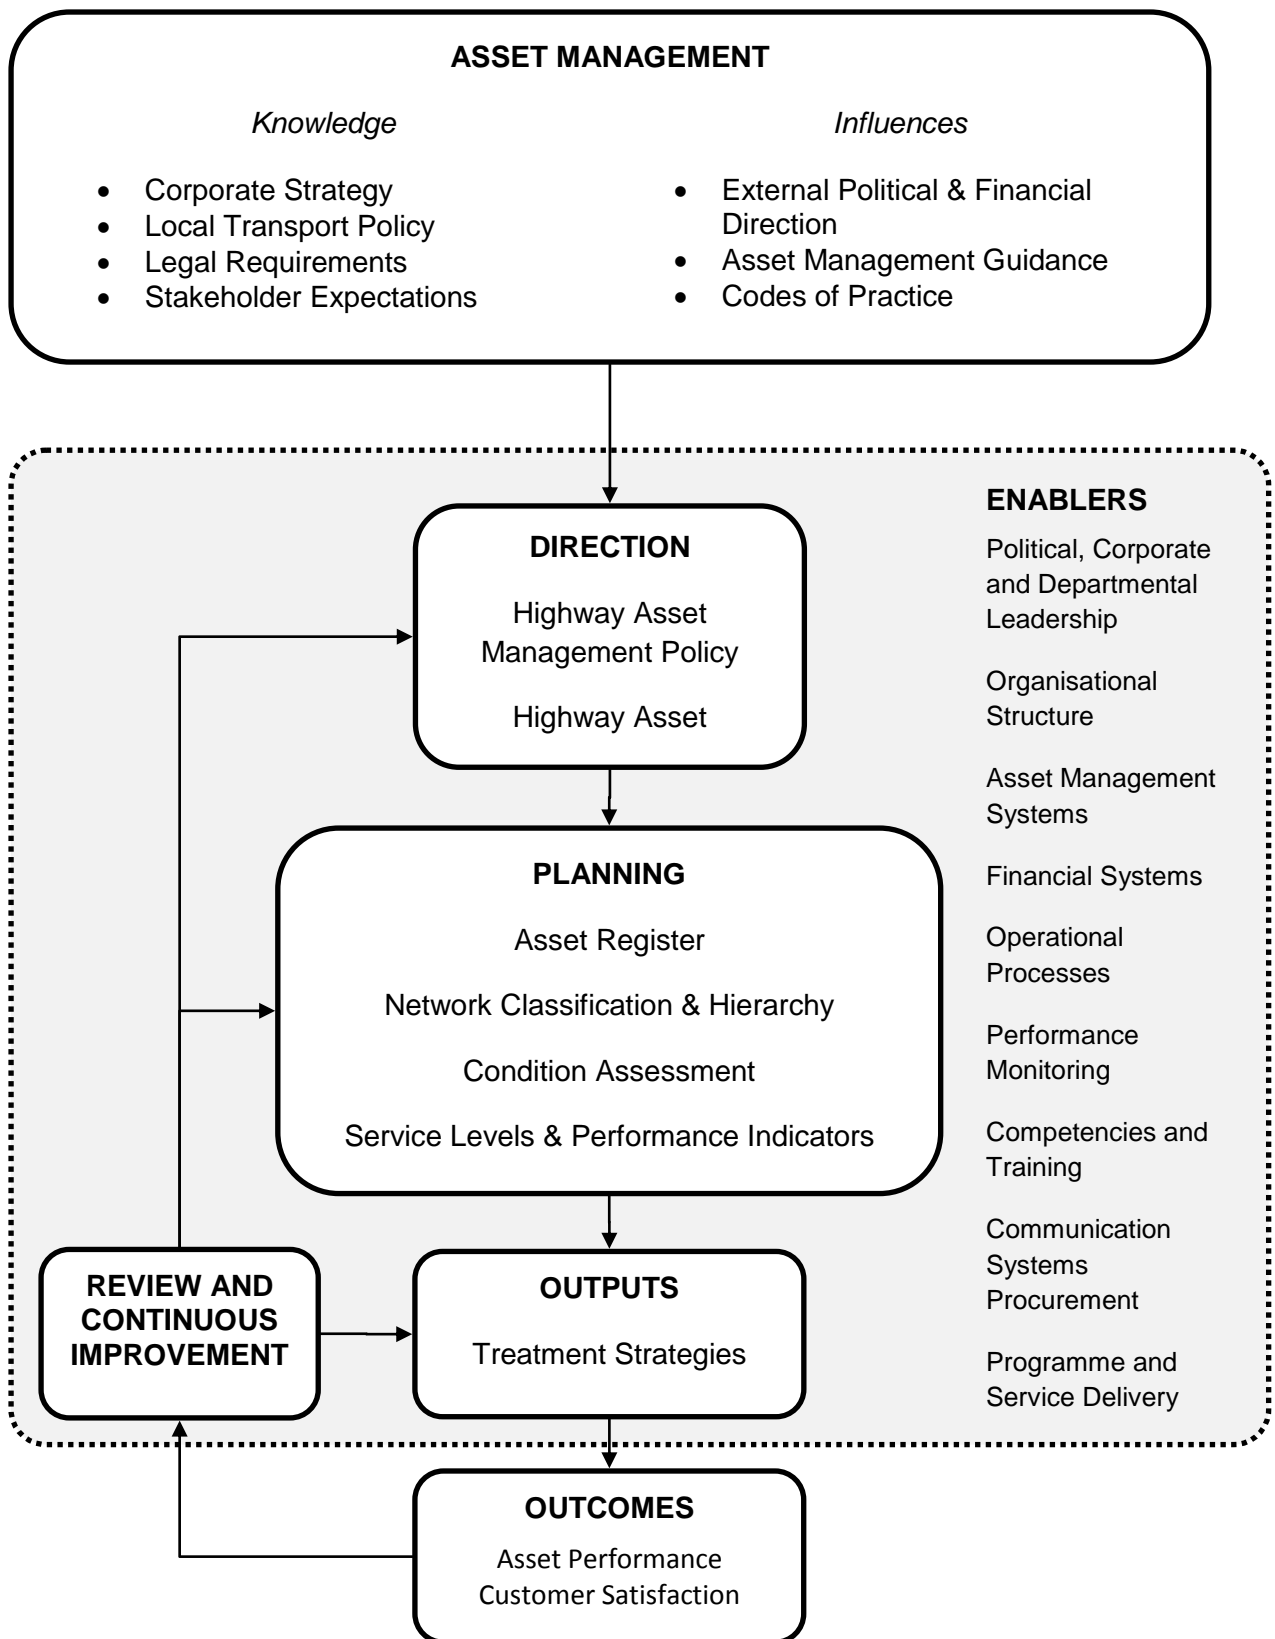 ASSET MANAGEMENT
Knowledge
• Corporate Strategy
• Local Transport Policy
• Legal Requirements
• Stakeholder Expectations
Influences
• External Political & Financial
Direction
• Asset Management Guidance
• Codes of Practice
DIRECTION
Highway Asset
Management Policy
Highway Asset
PLANNING
Asset Register
Network Classification & Hierarchy
Condition Assessment
Service Levels & Performance Indicators
REVIEW AND
CONTINUOUS
IMPROVEMENT
OUTPUTS
Treatment Strategies
OUTCOMES
Asset Performance
Customer Satisfaction
ENABLERS
Political, Corporate
and Departmental
Leadership
Organisational
Structure
Asset Management
Systems
Financial Systems
Operational
Processes
Performance
Monitoring
Competencies and
Training
Communication
Systems
Procurement
Programme and
Service Delivery